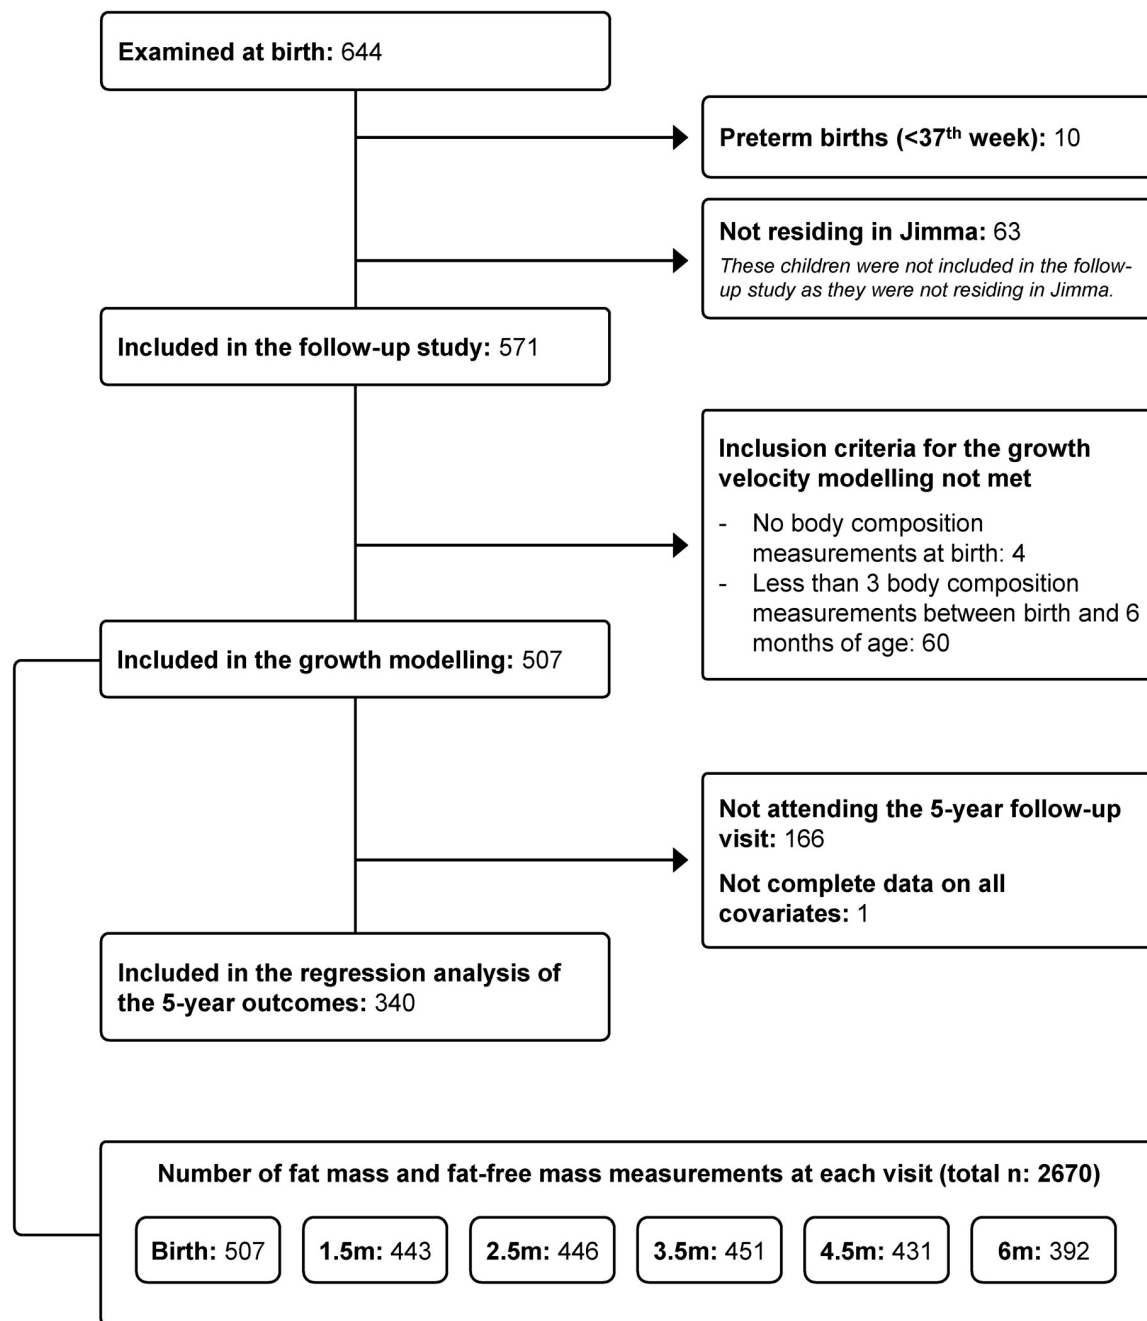 Examined at birth: 644
Preterm births (<37th week): 10
Not residing in Jimma: 63
These children were not included in the follow-
up study as they were not residing in Jimma.
Included in the follow-up study: 571
Inclusion criteria for the growth
velocity modelling not met
- No body composition
measurements at birth: 4
- Less than 3 body composition
measurements between birth and 6
months of age: 60
Included in the growth modelling: 507
Not attending the 5-year follow-up
visit: 166
Not complete data on all
covariates: 1
Included in the regression analysis of
the 5-year outcomes: 340
Number of fat mass and fat-free mass measurements at each visit (total n: 2670)
Birth: 507 1.5m: 443 2.5m: 446 3.5m: 451 4.5m: 431 6m: 392